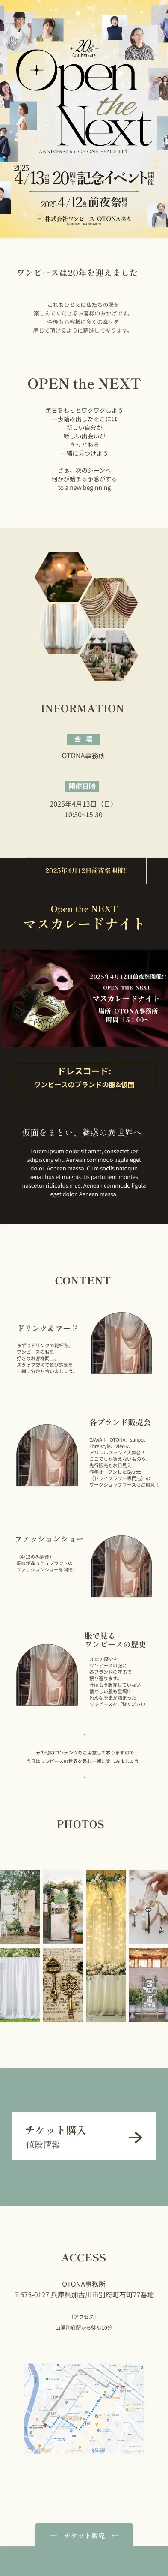 20th
Anniversary
Open
the
Next
ANNIVERSARY OF ONE PEACE Ltd.
2025
4/13 20周年記念イベント開催
2025 4/12 前夜祭開催
株式会社ワンピース OTONA拠点
ワンピースは20年を迎えました
これもひとえに私たちの服を
楽しんでくださるお客様のおかげです。
今後もお客様に多くの幸せを
感じて頂けるように精進して参ります。
OPEN the NEXT
毎日をもっとワクワクしよう
一歩踏み出したそこには
新しい自分が
新しい出会いが
きっとある
一緒に見つけよう
さぁ、次のシーンへ
何かが始まる予感がする
to a new beginning
INFORMATION
会 場
OTONA事務所
開催日時
2025年4月13日（日）
10:30~15:30
2025年4月12日前夜祭開催!!
Open the NEXT
マスカレードナイト
2025年4月12日前夜祭開催!!
OPEN THE NEXT
-マスカレードナイト-
場所 OTONA事務所
時間 15：00～
ドレスコード:
ワンピースのブランドの服&仮面
仮面をまとい、魅惑の異世界へ。
Lorem ipsum dolor sit amet, consectetuer
adipiscing elit. Aenean commodo ligula eget
dolor. Aenean massa. Cum sociis natoque
penatibus et magnis dis parturient montes,
nascetur ridiculus mus. Aenean commodo ligula
eget dolor. Aenean massa.
CONTENT
ドリンク＆フード
まずはドリンクで乾杯を。
ワンピースの服を
好きなお客様同士、
スタッフ交えて歓び感動を
一緒に分かち合いましょう。
各ブランド販売会
CAWAII、OTONA、sanpo、
Ehre style、Vieoの
アパレルブランド大集合！
ここでしか買えないものや、
先行販売もお目見え！
昨年オープンしたGyutto
（ドライフラワー専門店）の
ワークショップブースもご用意！
ファッションショー
（4/13のみ開催）
系統が違った５ブランドの
ファッションショーを開催！
服で見る
ワンピースの歴史
20年の歴史を
ワンピースの服と
各ブランドの年表で
振り返ります。
今はもう販売していない
懐かしい服も登場!?
色んな歴史が詰まった
ワンピースをご覧ください。
その他のコンテンツもご用意しておりますので
当日はワンピースの世界を是非一緒に楽しみましょう！
PHOTOS
チケット購入
値段情報
ACCESS
OTONA事務所
〒675-0127 兵庫県加古川市別府町石町77番地
［アクセス］
山陽別府駅から徒歩10分
→ チケット販売 ←